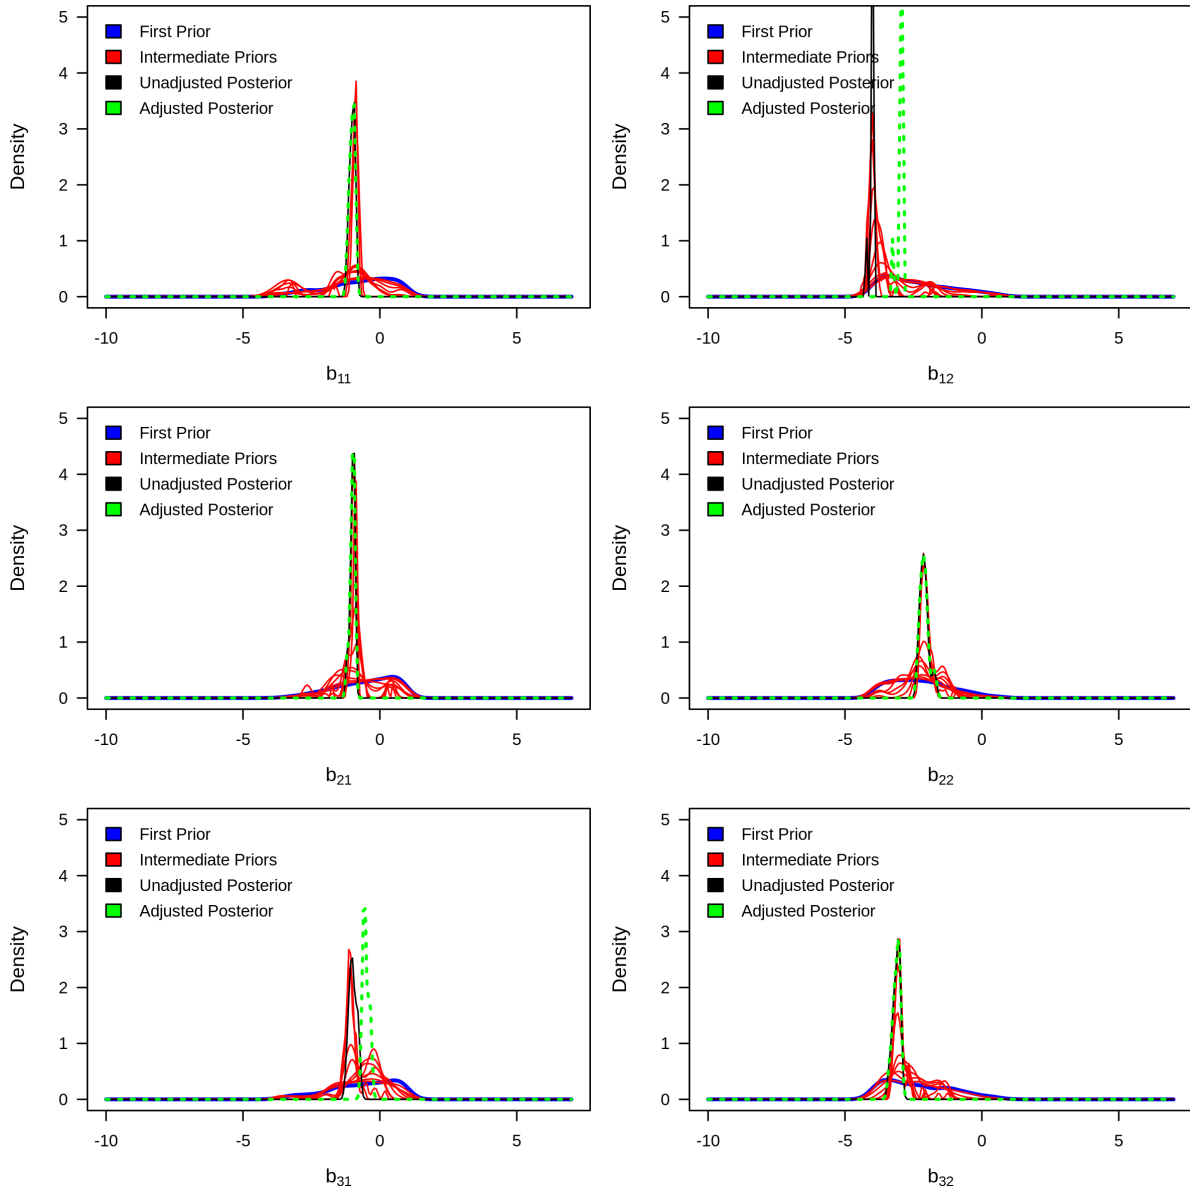 5
4
3
2
1
0
Density
First Prior
Intermediate Priors
Unadjusted Posterior
Adjusted Posterior
-10 -5 0 5
b11
5
4
3
2
1
0
Density
First Prior
Intermediate Priors
Unadjusted Posterior
Adjusted Posterior
-10 -5 0 5
b12
5
4
3
2
1
0
Density
First Prior
Intermediate Priors
Unadjusted Posterior
Adjusted Posterior
-10 -5 0 5
b21
5
4
3
2
1
0
Density
First Prior
Intermediate Priors
Unadjusted Posterior
Adjusted Posterior
-10 -5 0 5
b22
5
4
3
2
1
0
Density
First Prior
Intermediate Priors
Unadjusted Posterior
Adjusted Posterior
-10 -5 0 5
b31
5
4
3
2
1
0
Density
First Prior
Intermediate Priors
Unadjusted Posterior
Adjusted Posterior
-10 -5 0 5
b32